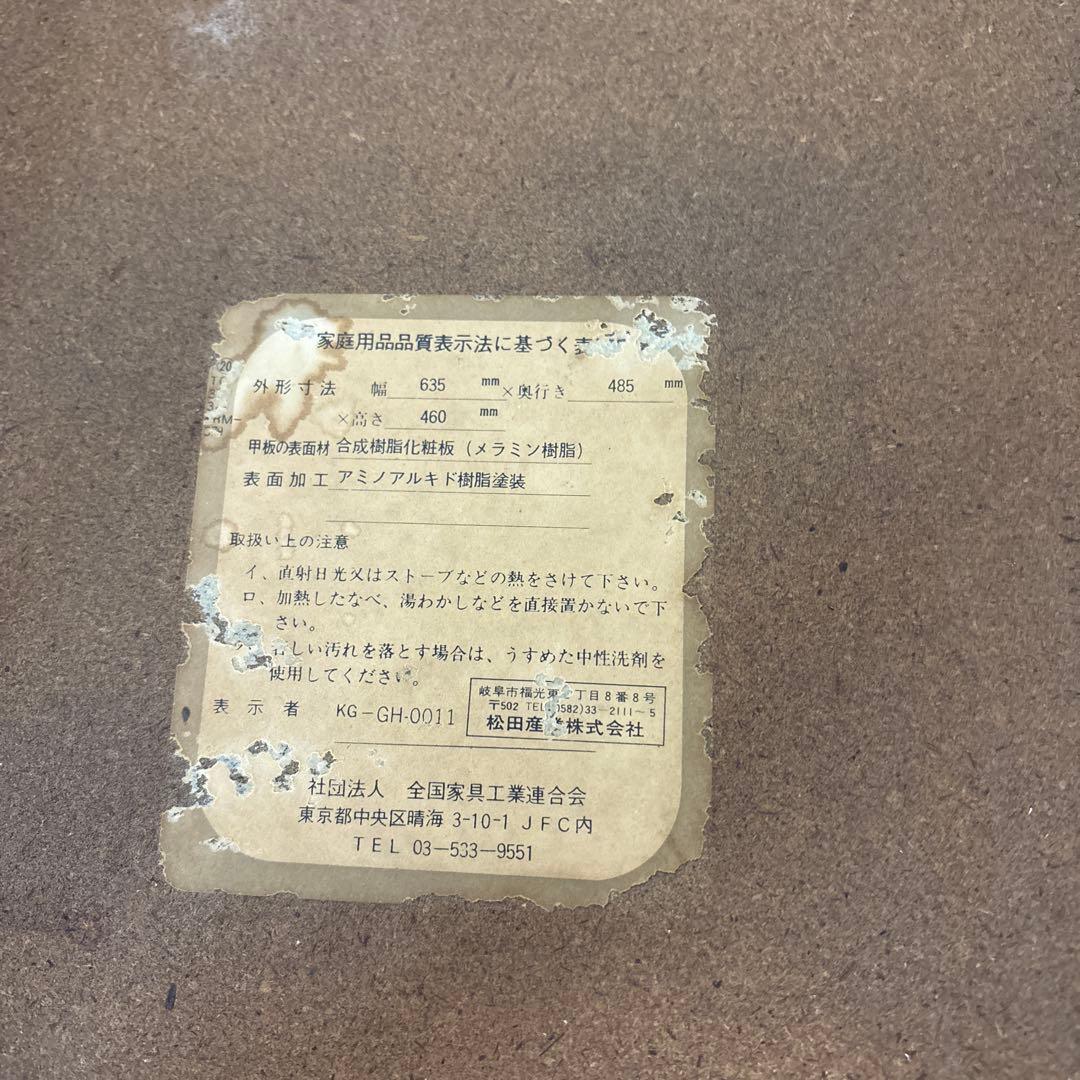 家庭用品品質表示法に基づく
外形寸法 幅 635 mm×奥行き 485 mm
×高さ 460 mm
甲板の表面材 合成樹脂化粧板（メラミン樹脂）
表面加工 アミノアルキド樹脂塗装
取扱い上の注意
イ、直射日光又はストーブなどの熱をさけて下さい。
ロ、加熱したなべ、湯わかしなどを直接置かないで下
さい。
しい汚れを落とす場合は、うすめた中性洗剤を
使用してください。
表示者 KG-GH-0011
岐阜市福光東 丁目8番8号
〒502 TEL(0582)33-2111~5
松田産 株式会社
社団法人 全国家具工業連合会
東京都中央区晴海 3-10-1 JFC内
TEL 03-533-9551